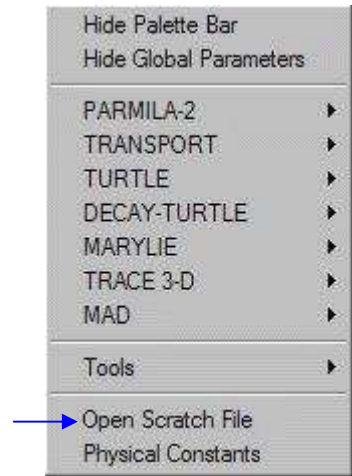 Hide Palette Bar
Hide Global Parameters
PARMILA-2
TRANSPORT
TURTLE
DECAY-TURTLE
MARYLIE
TRACE 3-D
MAD
Tools
Open Scratch File
Physical Constants